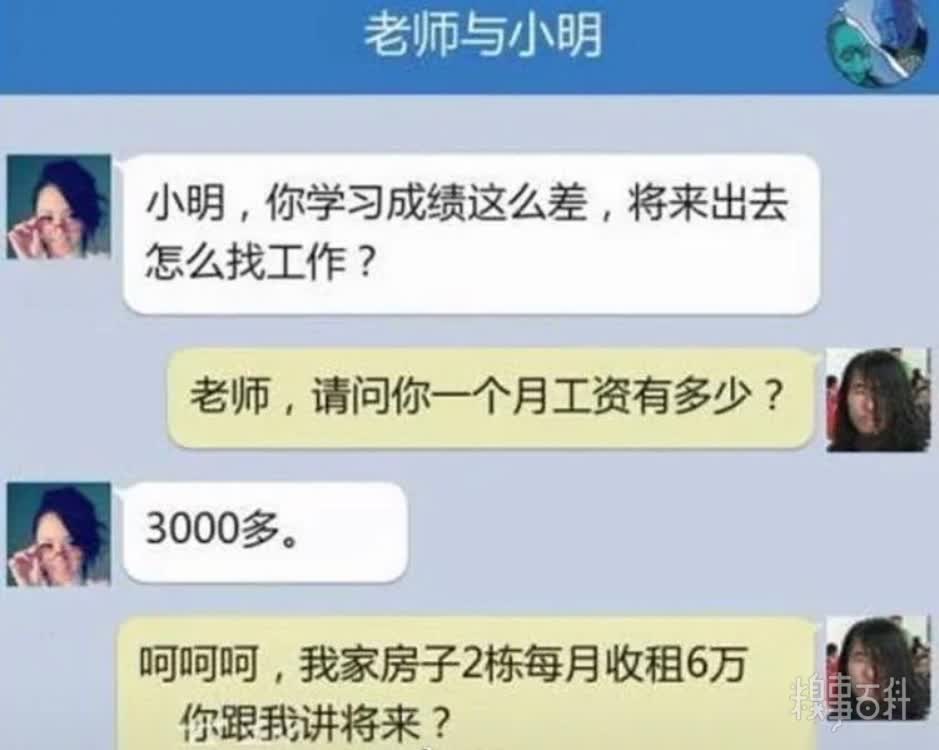 老师与小明
小明，你学习成绩这么差，将来出去
怎么找工作？
老师，请问你一个月工资有多少？
3000多。
呵呵呵，我家房子2栋每月收租6万
你跟我讲将来？
糗事百科